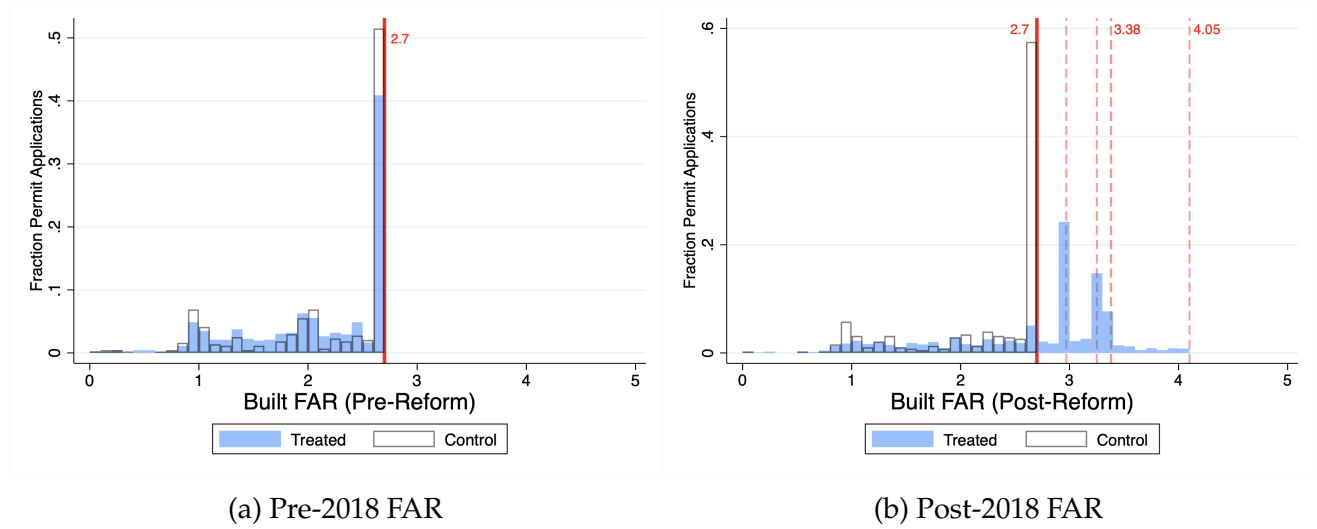 Fraction Permit Applications
.5
.4
.3
.2
.1
0
2.7
0 1 2 3 4 5
Built FAR (Pre-Reform)
Treated Control
(a) Pre-2018 FAR
Fraction Permit Applications
.6
.4
.2
0
2.7 3.38 4.05
0 1 2 3 4 5
Built FAR (Post-Reform)
Treated Control
(b) Post-2018 FAR